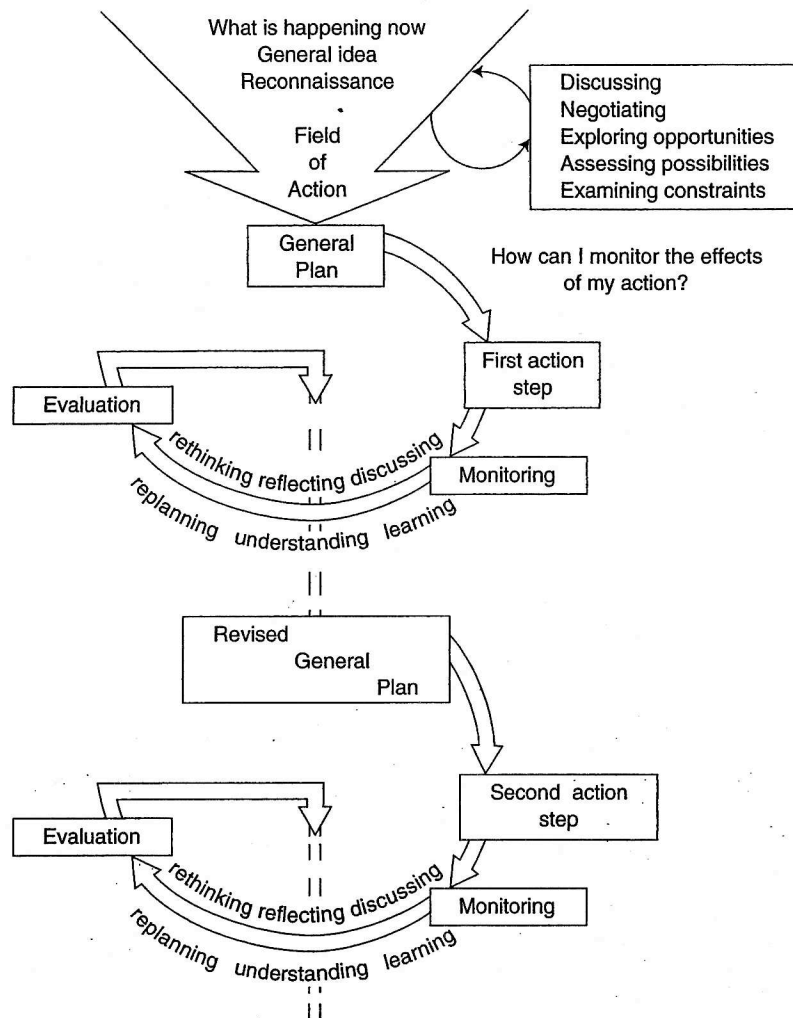 What is happening now
General idea
Reconnaissance
Field
of
Action
Discussing
Negotiating
Exploring opportunities
Assessing possibilities
Examining constraints
General
Plan
How can I monitor the effects
of my action?
First action
step
Evaluation
rethinking reflecting discussing
Monitoring
replanning understanding learning
Revised
General
Plan
Second action
step
Evaluation
rethinking reflecting discussing
Monitoring
replanning understanding learning